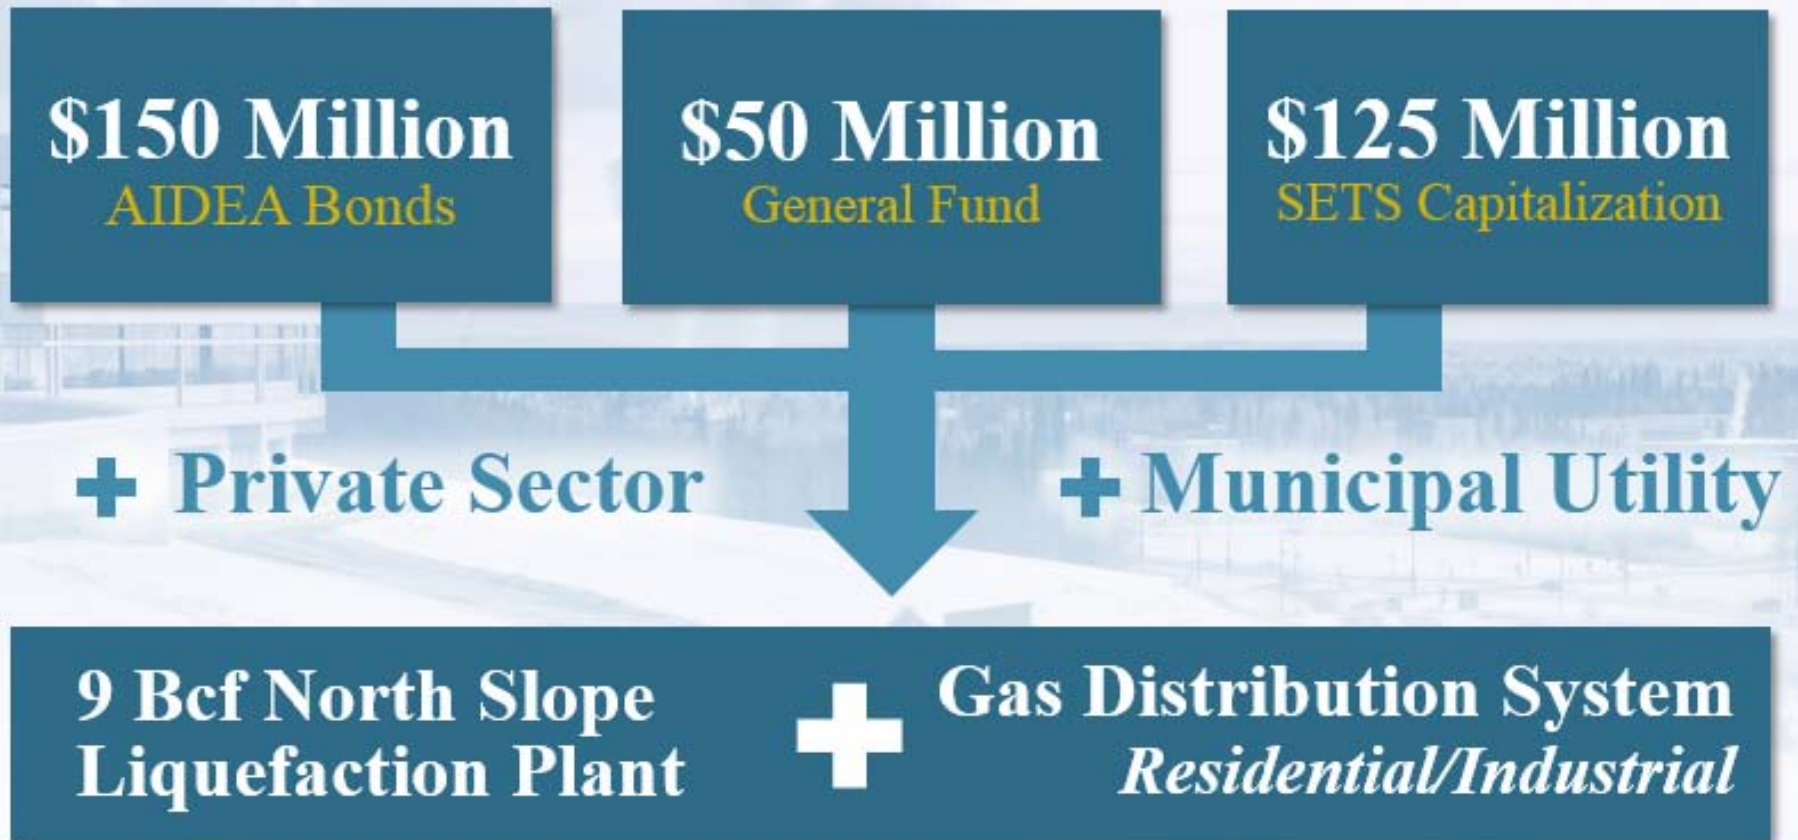 $150 Million
AIDEA Bonds
$50 Million
General Fund
$125 Million
SETS Capitalization
+ Private Sector
+ Municipal Utility
9 Bcf North Slope
Liquefaction Plant
+
Gas Distribution System
Residential/Industrial